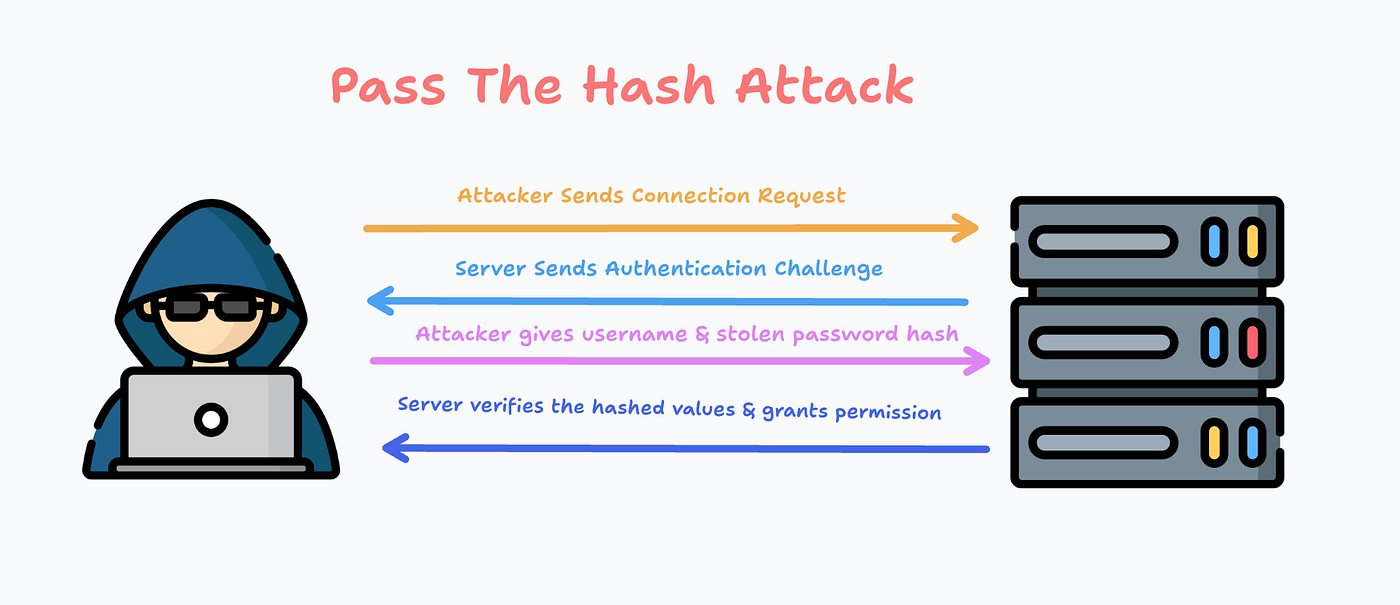 Pass The Hash Attack
Attacker Sends Connection Request
Server Sends Authentication Challenge
Attacker gives username & stolen password hash
Server verifies the hashed values & grants permission